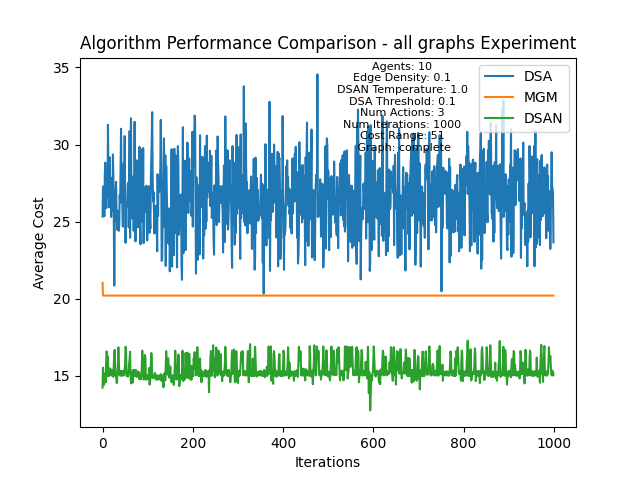 Algorithm Performance Comparison - all graphs Experiment
Agents: 10
Edge Density: 0.1
DSAN Temperature: 1.0
DSA Threshold: 0.1
Num Actions: 3
Num Iterations: 1000
Cost Range: 51
Graph: complete
DSA
MGM
DSAN
35
30
25
20
15
Average Cost
0
200
400
600
800
1000
Iterations